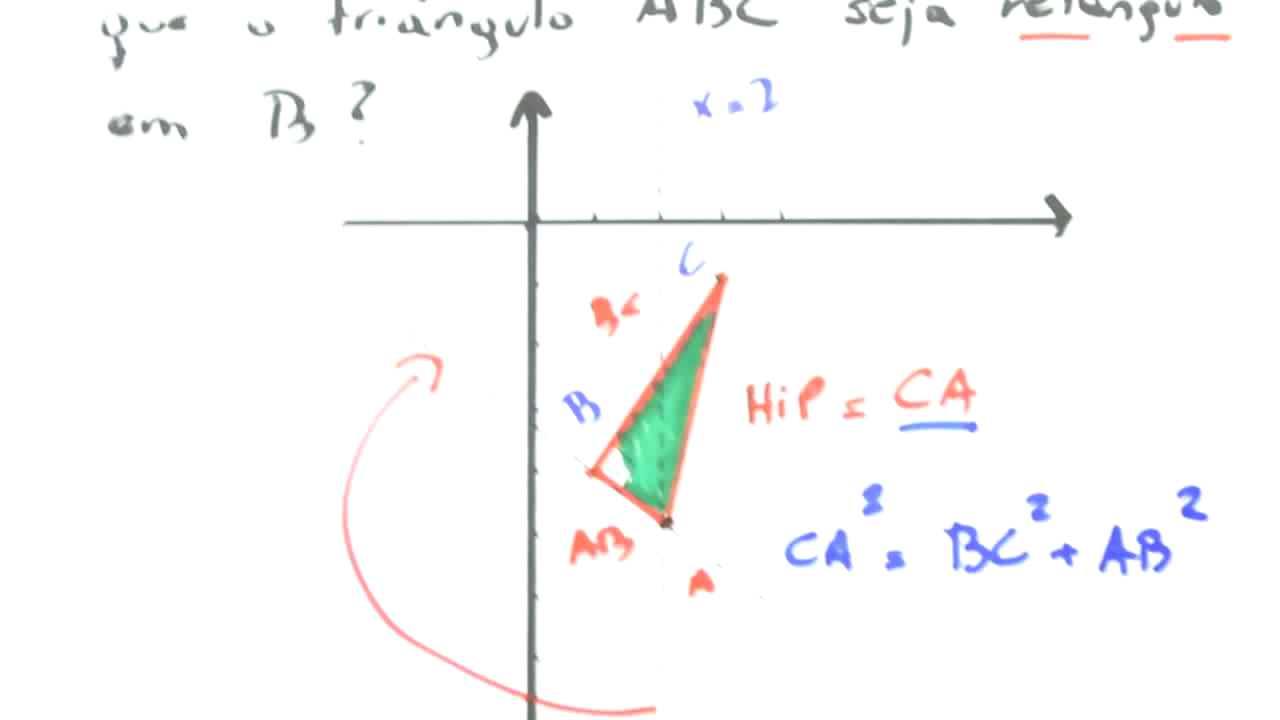 que o triângulo ABC seja retângulo
em B?
x = 2
C
BC
B
HiP = CA
CA² = BC² + AB²
AB
A